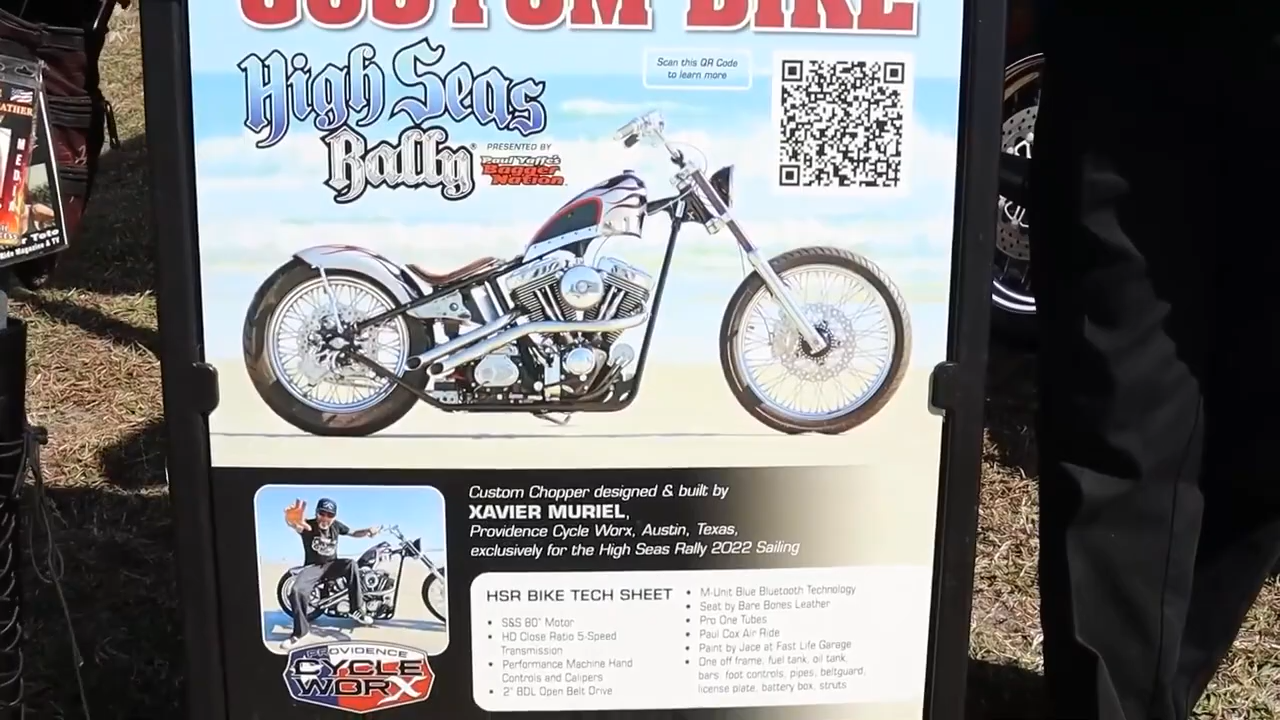 CUSTOM BIKE
High Seas
Rally®
PRESENTED BY
Paul Yaffe's
Bagger
Nation
Scan this QR Code
to learn more
Custom Chopper designed & built by
XAVIER MURIEL,
Providence Cycle Worx, Austin, Texas,
exclusively for the High Seas Rally 2022 Sailing
PROVIDENCE
CYCLE
WORX
HSR BIKE TECH SHEET
• S&S 80" Motor
• HD Close Ratio 5-Speed
Transmission
• Performance Machine Hand
Controls and Calipers
• 2" BDL Open Belt Drive
• M-Unit Blue Bluetooth Technology
• Seat by Bare Bones Leather
• Pro One Tubes
• Paul Cox Air Ride
• Paint by Jace at Fast Life Garage
• One off frame, fuel tank, oil tank,
bars, foot controls, pipes, beltguard,
license plate, battery box, struts
Magazine & TV